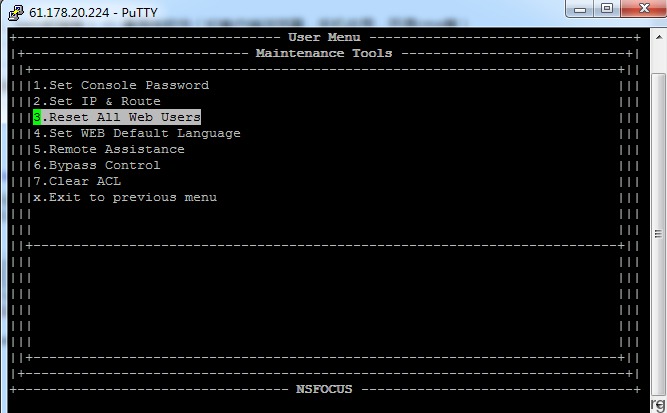 61.178.20.224 - PuTTY
User Menu
Maintenance Tools
1.Set Console Password
2.Set IP & Route
3.Reset All Web Users
4.Set WEB Default Language
5.Remote Assistance
6.Bypass Control
7.Clear ACL
x.Exit to previous menu
NSFOCUS